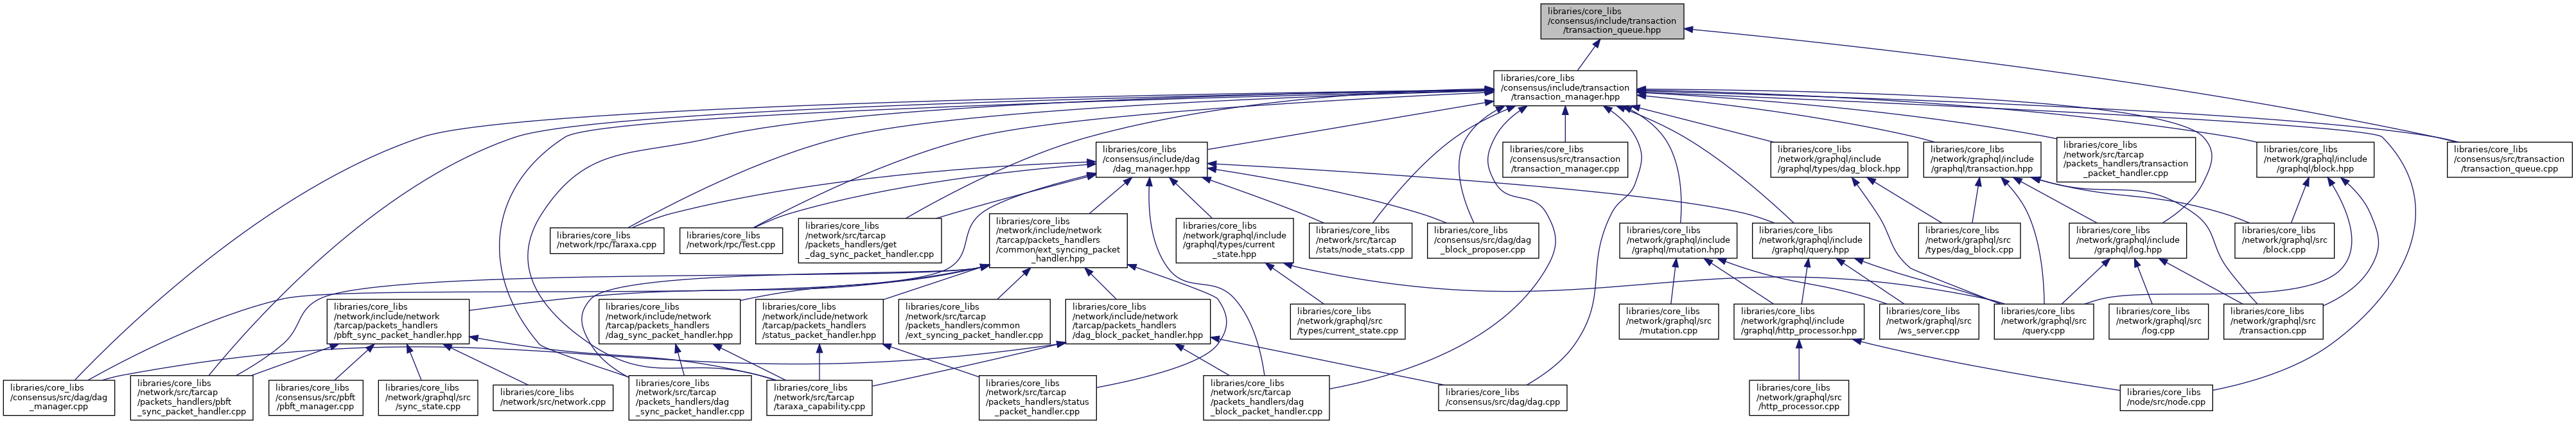 libraries/core_libs
/consensus/include/transaction
/transaction_queue.hpp
libraries/core_libs
/consensus/include/transaction
/transaction_manager.hpp
libraries/core_libs
/consensus/include/dag
/dag_manager.hpp
libraries/core_libs
/consensus/src/transaction
/transaction_manager.cpp
libraries/core_libs
/network/graphql/include
/graphql/types/dag_block.hpp
libraries/core_libs
/network/graphql/include
/graphql/transaction.hpp
libraries/core_libs
/network/src/tarcap
/packets_handlers/transaction
_packet_handler.cpp
libraries/core_libs
/network/graphql/include
/graphql/block.hpp
libraries/core_libs
/consensus/src/transaction
/transaction_queue.cpp
libraries/core_libs
/network/rpc/Taraxa.cpp
libraries/core_libs
/network/rpc/Test.cpp
libraries/core_libs
/network/src/tarcap
/packets_handlers/get
_dag_sync_packet_handler.cpp
libraries/core_libs
/network/include/network
/tarcap/packets_handlers
/common/ext_syncing_packet
_handler.hpp
libraries/core_libs
/network/graphql/include
/graphql/types/current
_state.hpp
libraries/core_libs
/network/src/tarcap
/stats/node_stats.cpp
libraries/core_libs
/consensus/src/dag/dag
_block_proposer.cpp
libraries/core_libs
/network/graphql/include
/graphql/mutation.hpp
libraries/core_libs
/network/graphql/include
/graphql/query.hpp
libraries/core_libs
/network/graphql/src
/types/dag_block.cpp
libraries/core_libs
/network/graphql/include
/graphql/log.hpp
libraries/core_libs
/network/graphql/src
/block.cpp
libraries/core_libs
/network/include/network
/tarcap/packets_handlers
/pbft_sync_packet_handler.hpp
libraries/core_libs
/network/include/network
/tarcap/packets_handlers
/dag_sync_packet_handler.hpp
libraries/core_libs
/network/include/network
/tarcap/packets_handlers
/status_packet_handler.hpp
libraries/core_libs
/network/src/tarcap
/packets_handlers/common
/ext_syncing_packet_handler.cpp
libraries/core_libs
/network/include/network
/tarcap/packets_handlers
/dag_block_packet_handler.hpp
libraries/core_libs
/network/graphql/src
/types/current_state.cpp
libraries/core_libs
/network/graphql/src
/mutation.cpp
libraries/core_libs
/network/graphql/include
/graphql/http_processor.hpp
libraries/core_libs
/network/graphql/src
/ws_server.cpp
libraries/core_libs
/network/graphql/src
/query.cpp
libraries/core_libs
/network/graphql/src
/log.cpp
libraries/core_libs
/network/graphql/src
/transaction.cpp
libraries/core_libs
/consensus/src/dag/dag
_manager.cpp
libraries/core_libs
/network/src/tarcap
/packets_handlers/pbft
_sync_packet_handler.cpp
libraries/core_libs
/consensus/src/pbft
/pbft_manager.cpp
libraries/core_libs
/network/graphql/src
/sync_state.cpp
libraries/core_libs
/network/src/network.cpp
libraries/core_libs
/network/src/tarcap
/packets_handlers/dag
_sync_packet_handler.cpp
libraries/core_libs
/network/src/tarcap
/taraxa_capability.cpp
libraries/core_libs
/network/src/tarcap
/packets_handlers/status
_packet_handler.cpp
libraries/core_libs
/network/src/tarcap
/packets_handlers/dag
_block_packet_handler.cpp
libraries/core_libs
/consensus/src/dag/dag.cpp
libraries/core_libs
/network/graphql/src
/http_processor.cpp
libraries/core_libs
/node/src/node.cpp